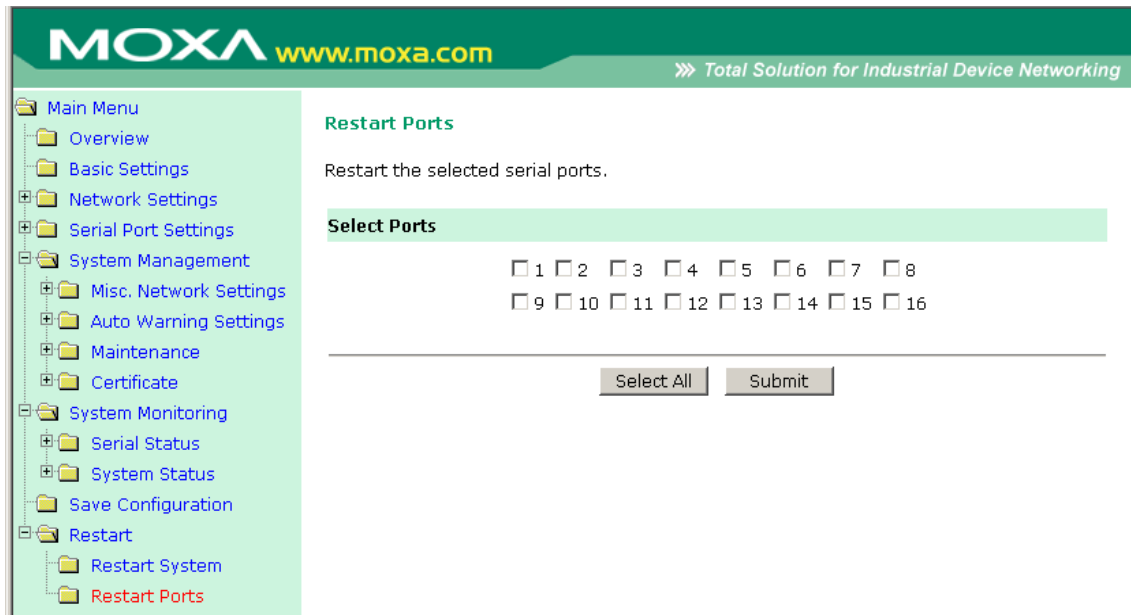 MOXA www.moxa.com
Total Solution for Industrial Device Networking
Main Menu
Overview
Basic Settings
Network Settings
Serial Port Settings
System Management
Misc. Network Settings
Auto Warning Settings
Maintenance
Certificate
System Monitoring
Serial Status
System Status
Save Configuration
Restart
Restart System
Restart Ports
Restart Ports
Restart the selected serial ports.
Select Ports
1 2 3 4 5 6 7 8
9 10 11 12 13 14 15 16
Select All Submit